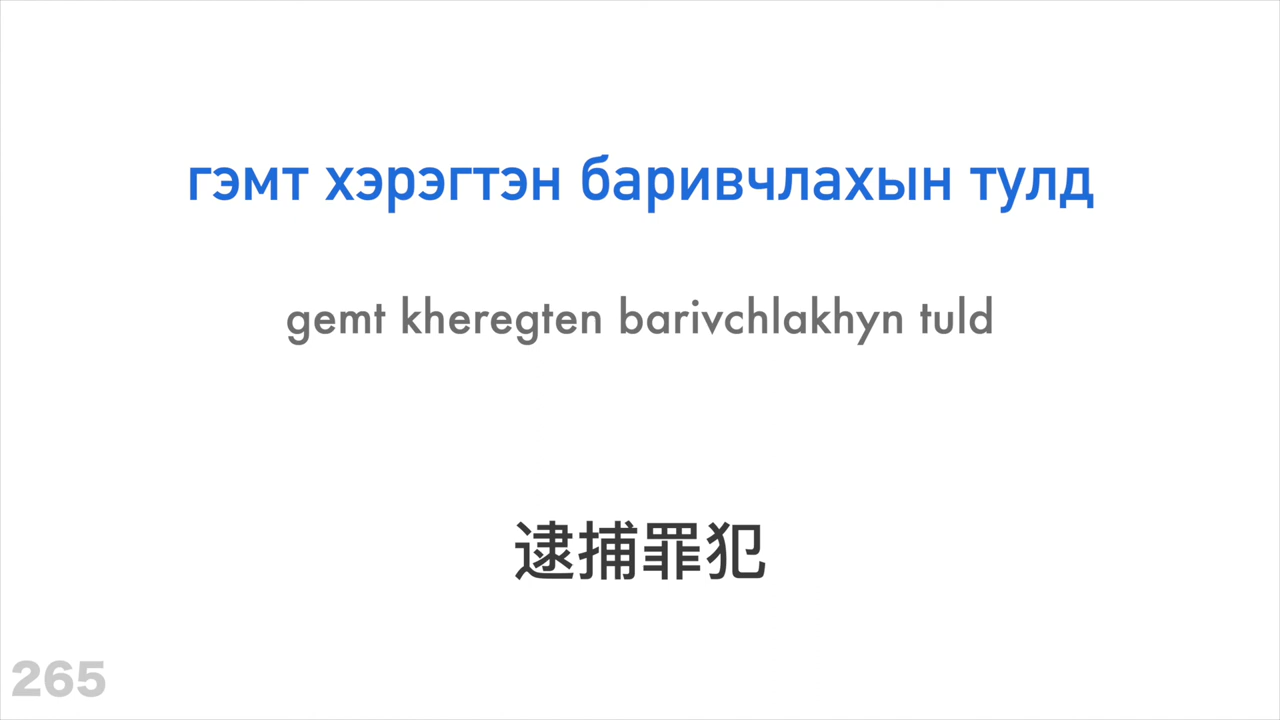 гэмт хэрэгтэн баривчлахын тулд
gemt kheregten barivchlakhyn tuld
逮捕罪犯
265